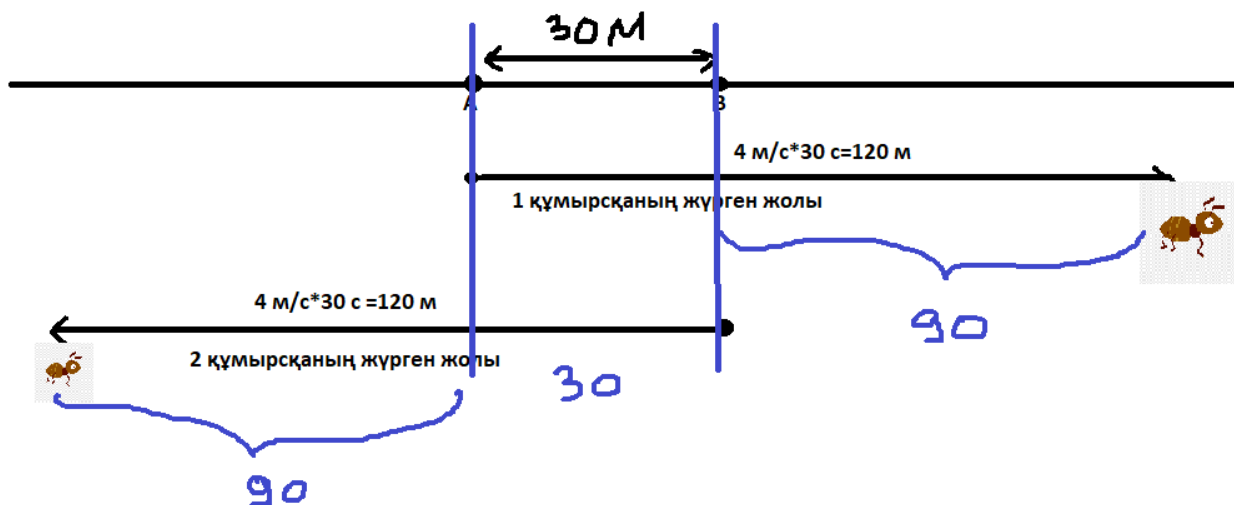 30 м
А
В
4 м/с*30 с=120 м
1 құмырсқаның жүрген жолы
90
4 м/с*30 с =120 м
2 құмырсқаның жүрген жолы
30
90